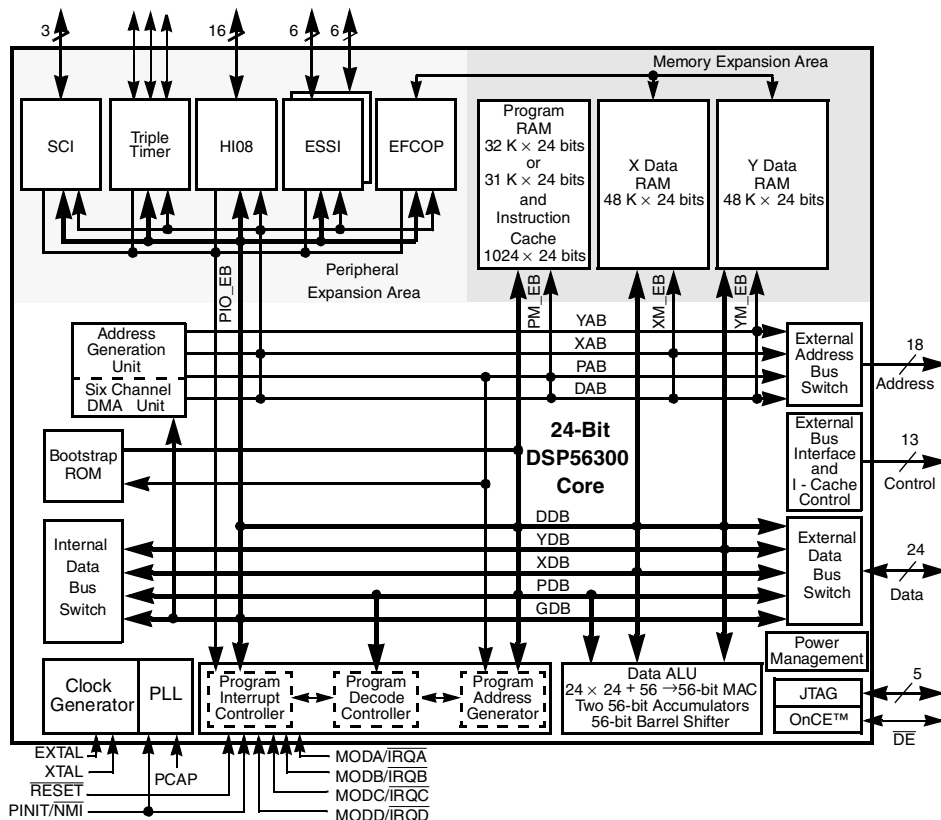 3
16
6
6
Memory Expansion Area
SCI
Triple
Timer
HI08
ESSI
EFCOP
Program
RAM
32 K × 24 bits
or
31 K × 24 bits
and
Instruction
Cache
1024 × 24 bits
X Data
RAM
48 K × 24 bits
Y Data
RAM
48 K × 24 bits
Peripheral
Expansion Area
PIO_EB
PM_EB
XM_EB
YM_EB
Address
Generation
Unit
Six Channel
DMA Unit
YAB
XAB
PAB
DAB
External
Address
Bus
Switch
18
Address
24-Bit
DSP56300
Core
Bootstrap
ROM
External
Bus
Interface
and
I - Cache
Control
13
Control
Internal
Data
Bus
Switch
DDB
YDB
XDB
PDB
GDB
External
Data
Bus
Switch
24
Data
Power
Management
Clock
Generator
PLL
Program
Interrupt
Controller
Program
Decode
Controller
Program
Address
Generator
Data ALU
24 × 24 + 56 →56-bit MAC
Two 56-bit Accumulators
56-bit Barrel Shifter
JTAG
OnCE™
5
DE
EXTAL
XTAL
RESET
PINIT/NMI
PCAP
MODA/IRQA
MODB/IRQB
MODC/IRQC
MODD/IRQD